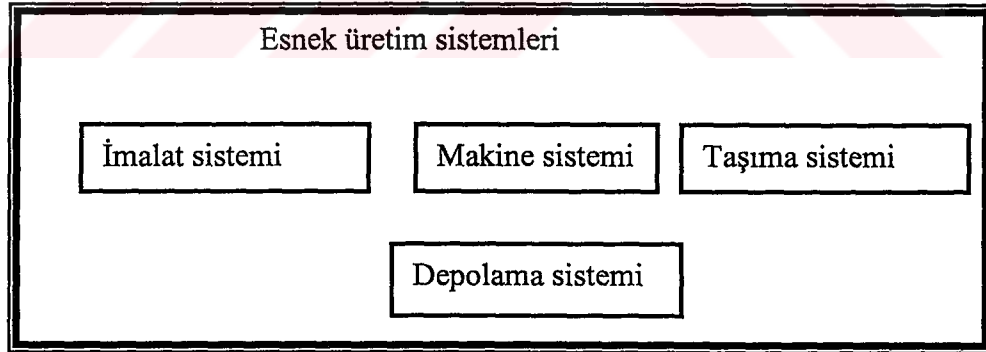 Esnek üretim sistemleri
İmalat sistemi
Makine sistemi
Taşıma sistemi
Depolama sistemi